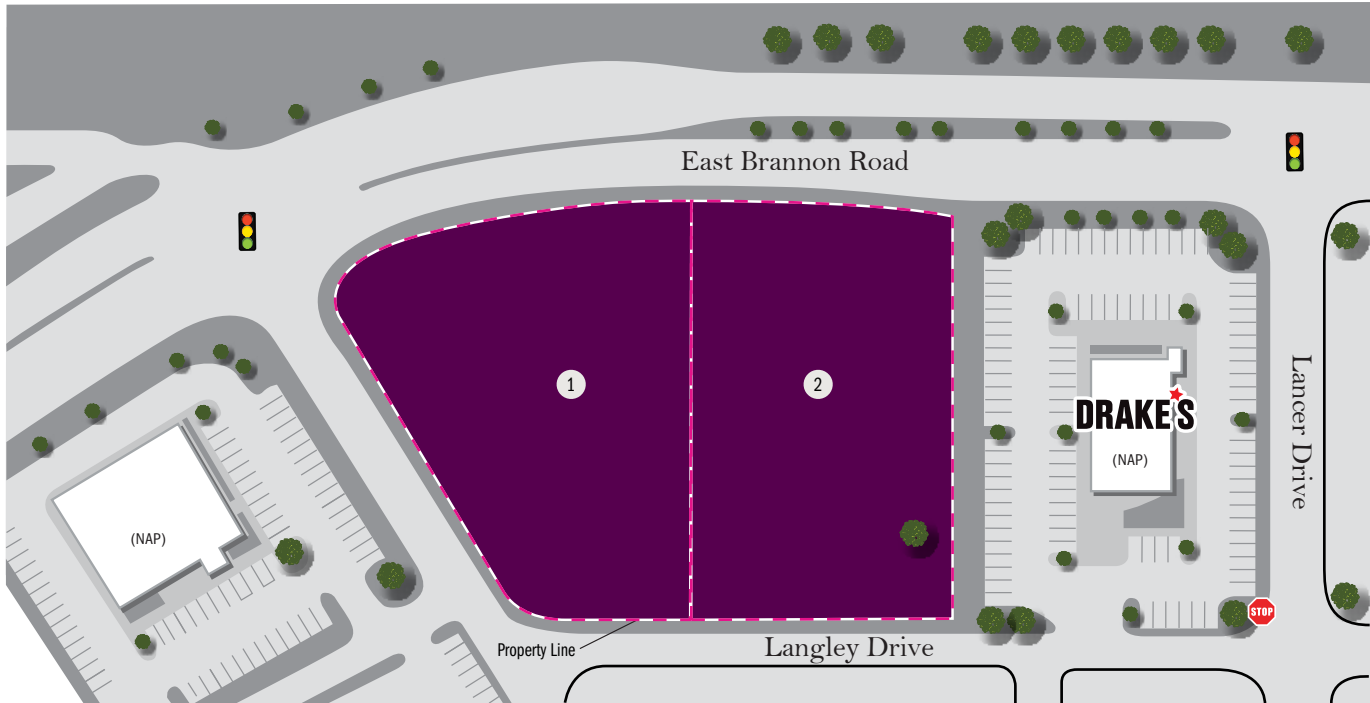 East Brannon Road
1
2
DRAKE'S
(NAP)
Lancer Drive
(NAP)
STOP
Property Line
Langley Drive